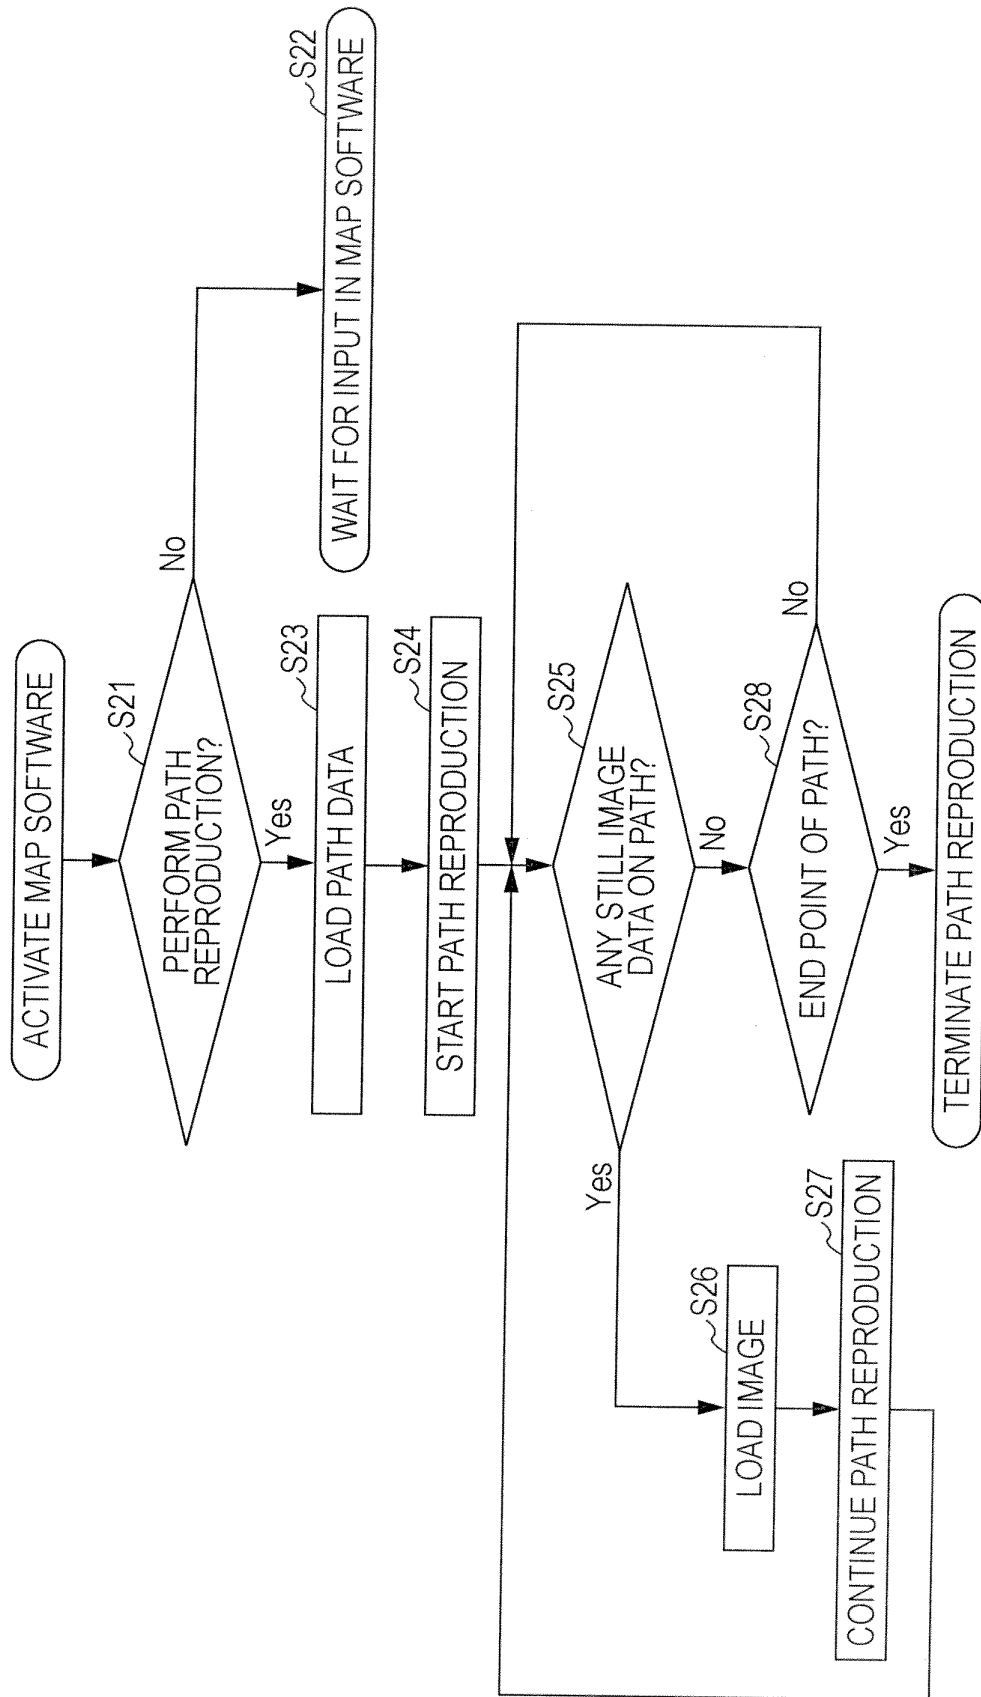 ACTIVATE MAP SOFTWARE
S21
PERFORM PATH
REPRODUCTION?
No
Yes
S22
WAIT FOR INPUT IN MAP SOFTWARE
S23
LOAD PATH DATA
S24
START PATH REPRODUCTION
S25
ANY STILL IMAGE
DATA ON PATH?
Yes
No
S26
LOAD IMAGE
S27
CONTINUE PATH REPRODUCTION
S28
END POINT OF PATH?
No
Yes
TERMINATE PATH REPRODUCTION